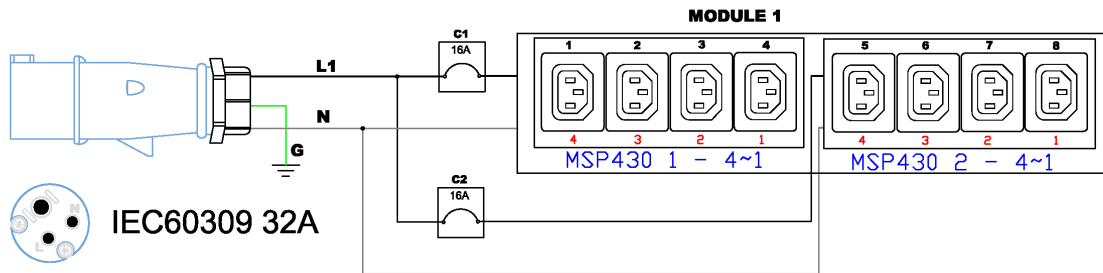 MODULE 1
C1
16A
1 2 3 4 5 6 7 8
L1
N
G
4 3 2 1 4 3 2 1
MSP430 1 - 4~1 MSP430 2 - 4~1
C2
16A
N
L
IEC60309 32A